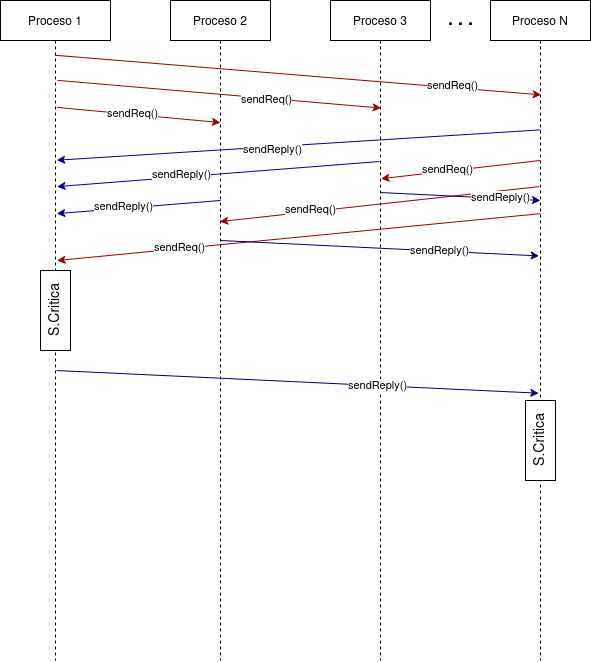 Proceso 1
Proceso 2
Proceso 3
. . .
Proceso N
sendReq()
sendReq()
sendReq()
sendReply()
sendReq()
sendReply()
sendReply()
sendReply()
sendReq()
sendReq()
sendReply()
S.Critica
sendReply()
S.Critica